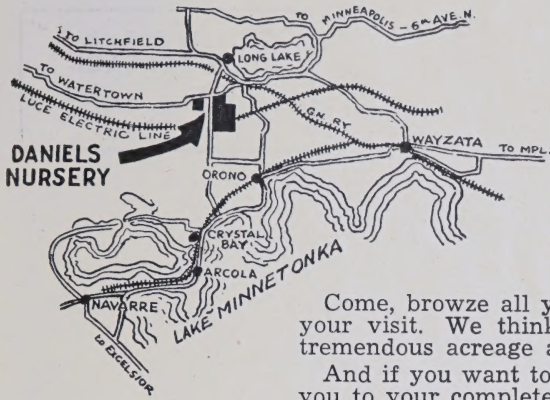 TO MINNEAPOLIS - 6TH AVE. N.
TO LITCHFIELD
LONG LAKE
TO WATERTOWN
LUCE ELECTRIC LINE
G.N. RY
WAYZATA
TO MPL.
DANIELS
NURSERY
ORONO
CRYSTAL
BAY
ARCOLA
LAKE MINNETONKA
NAVARRE
to EXCELSIOR
Come, browze all y
your visit. We think
tremendous acreage a
And if you want to
you to your complete